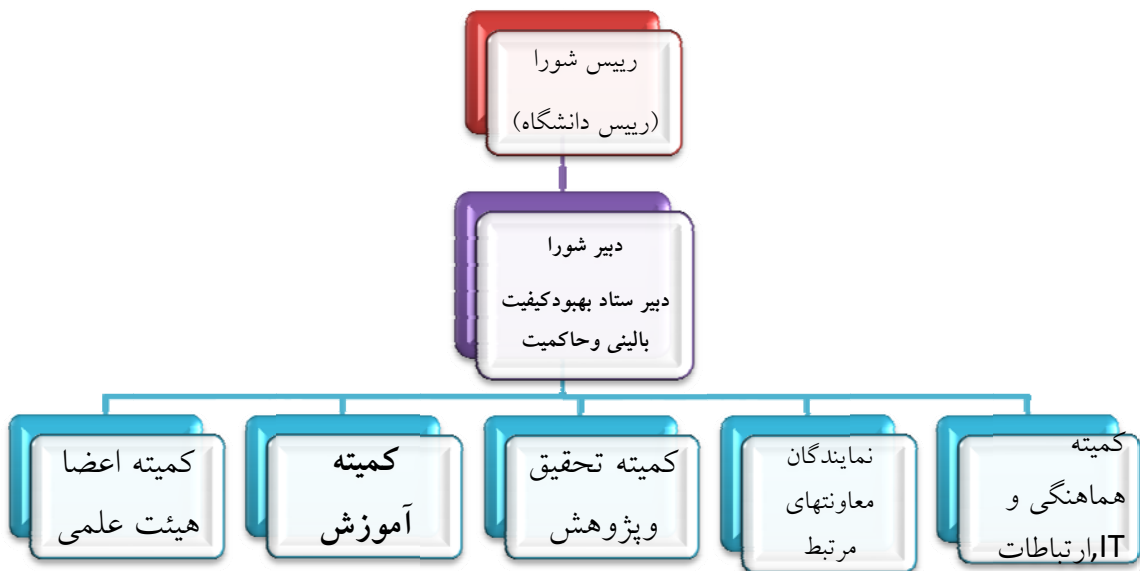 رییس شورا
(رییس دانشگاه)
دبیر شورا
دبیر ستاد بهبودکیفیت
بالینی وحاکمیت
کمیته
هماهنگی و
ارتباطات,IT
نمایندگان
معاونتهای
مرتبط
کمیته تحقیق
وپژوهش
کمیته
آموزش
کمیته اعضا
هیئت علمی